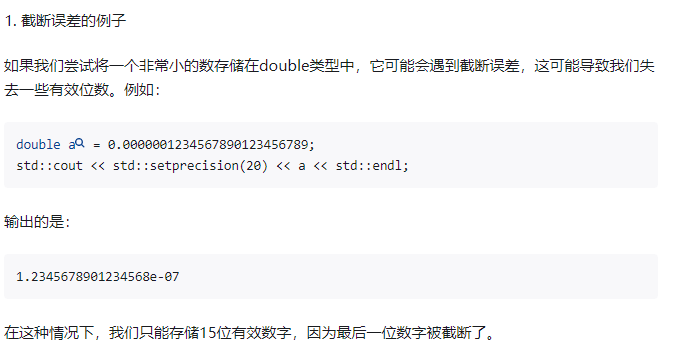 1. 截断误差的例子
如果我们尝试将一个非常小的数存储在double类型中，它可能会遇到截断误差，这可能导致我们失
去一些有效位数。例如：
double a = 0.0000001234567890123456789;
std::cout << std::setprecision(20) << a << std::endl;
输出的是：
1.2345678901234568e-07
在这种情况下，我们只能存储15位有效数字，因为最后一位数字被截断了。